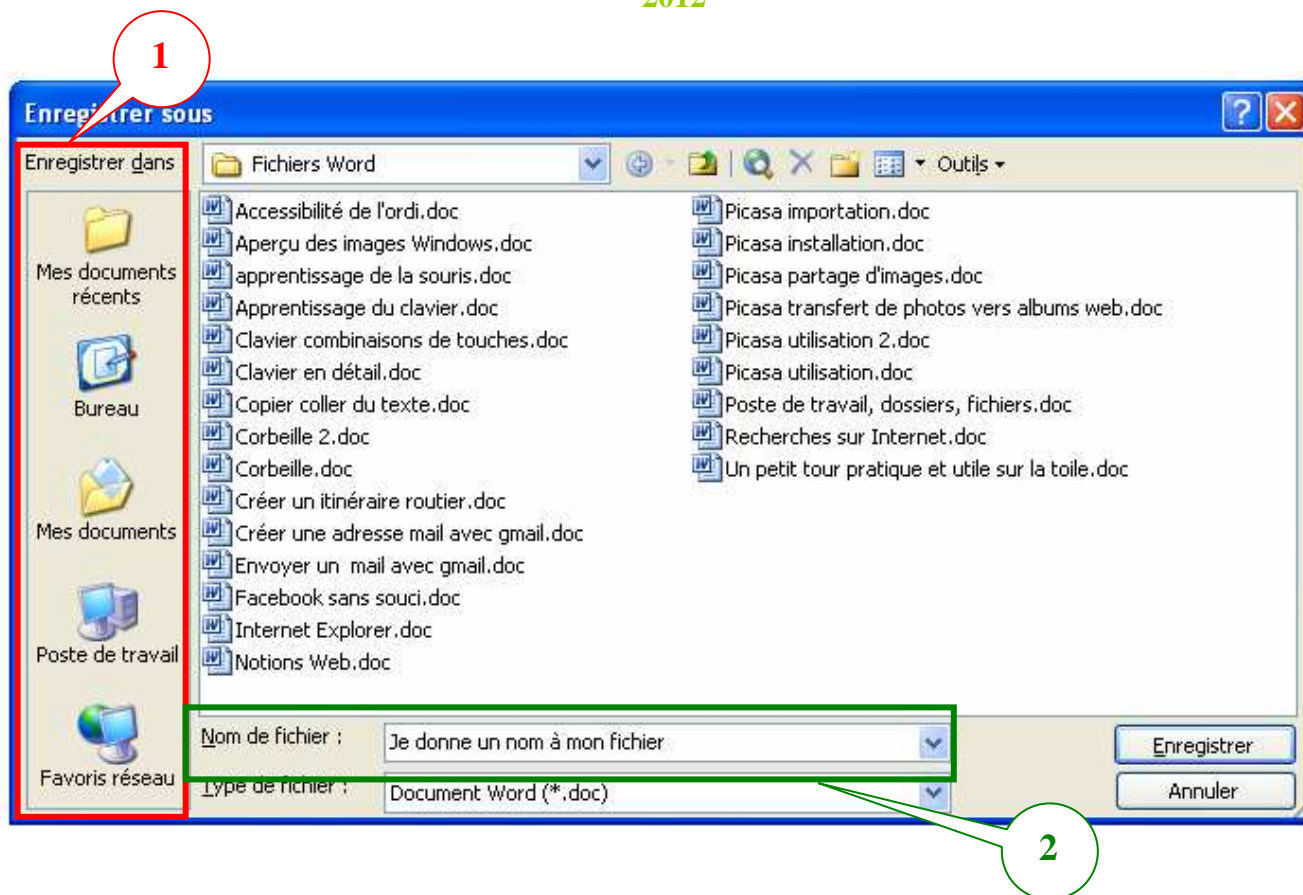 2012
1
Enregistrer sous
Enregistrer dans
Fichiers Word
Outils
Mes documents
récents
Bureau
Mes documents
Poste de travail
Favoris réseau
Accessibilité de l'ordi.doc
Aperçu des images Windows.doc
apprentissage de la souris.doc
Apprentissage du clavier.doc
Clavier combinaisons de touches.doc
Clavier en détail.doc
Copier coller du texte.doc
Corbeille 2.doc
Corbeille.doc
Créer un itinéraire routier.doc
Créer une adresse mail avec gmail.doc
Envoyer un mail avec gmail.doc
Facebook sans souci.doc
Internet Explorer.doc
Notions Web.doc
Picasa importation.doc
Picasa installation.doc
Picasa partage d'images.doc
Picasa transfert de photos vers albums web.doc
Picasa utilisation 2.doc
Picasa utilisation.doc
Poste de travail, dossiers, fichiers.doc
Recherches sur Internet.doc
Un petit tour pratique et utile sur la toile.doc
Nom de fichier :
Je donne un nom à mon fichier
Enregistrer
Type de fichier :
Document Word (*.doc)
Annuler
2